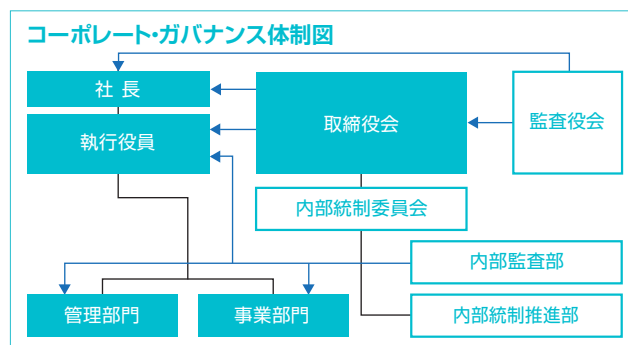 コーポレート・ガバナンス体制図
社 長
執行役員
取締役会
監査役会
内部統制委員会
内部監査部
管理部門
事業部門
内部統制推進部